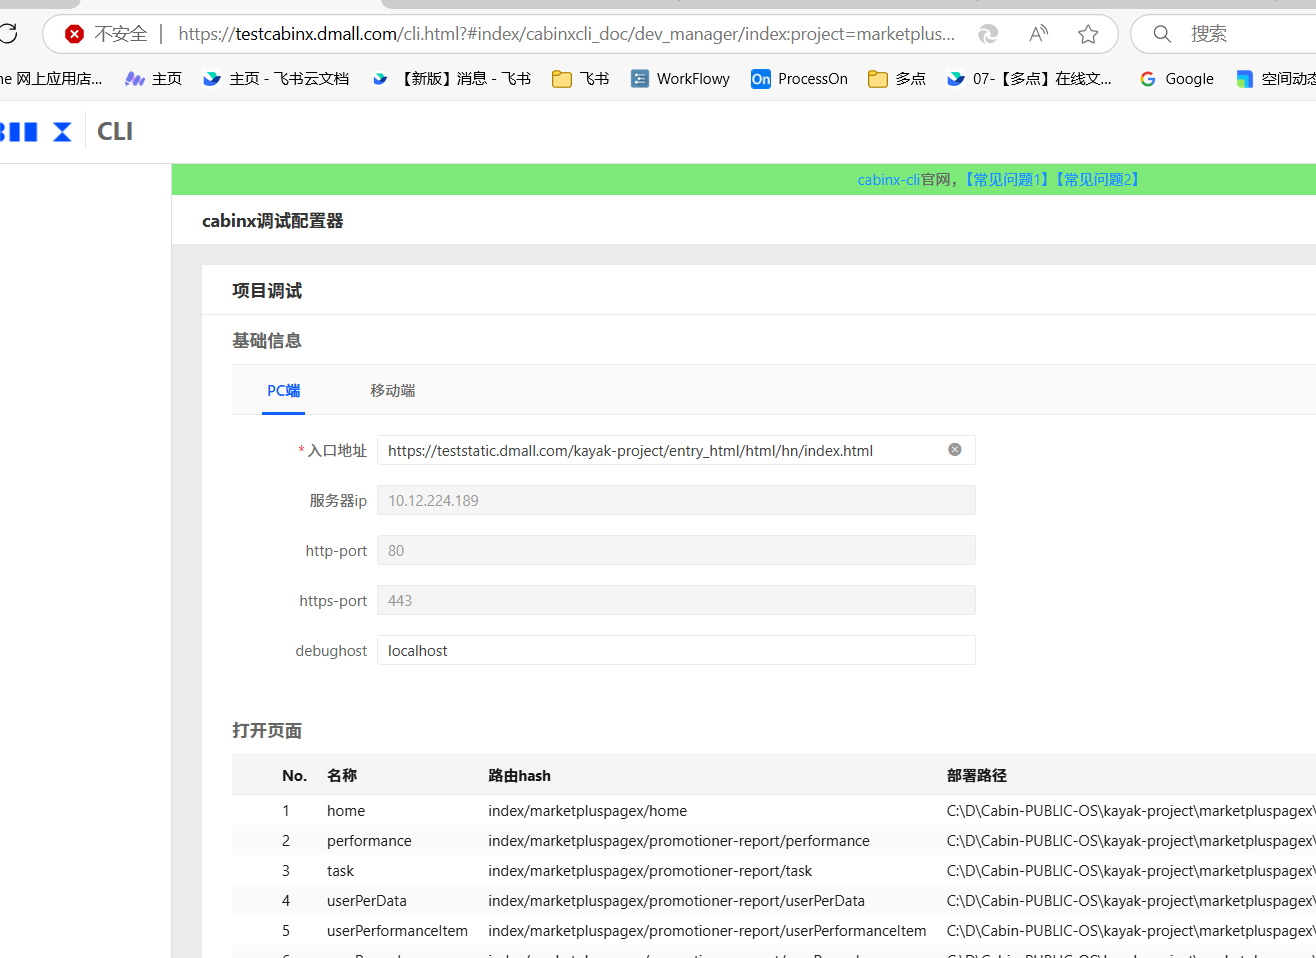 不安全 | https://testcabinx.dmall.com/cli.html?#index/cabinxcli_doc/dev_manager/index:project=marketplus...
搜索
ne 网上应用店... 主页 主页 - 飞书云文档 【新版】消息 - 飞书 飞书 WorkFlowy ProcessOn 多点 07-【多点】在线文... Google 空间动态
CLI
cabinx-cli官网，【常见问题1】【常见问题2】
cabinx调试配置器
项目调试
基础信息
PC端 移动端
* 入口地址 https://teststatic.dmall.com/kayak-project/entry_html/html/hn/index.html
服务器ip 10.12.224.189
http-port 80
https-port 443
debughost localhost
打开页面
No. 名称 路由hash 部署路径
1 home index/marketpluspagex/home C:\D\Cabin-PUBLIC-OS\kayak-project\marketpluspagex\
2 performance index/marketpluspagex/promotioner-report/performance C:\D\Cabin-PUBLIC-OS\kayak-project\marketpluspagex\
3 task index/marketpluspagex/promotioner-report/task C:\D\Cabin-PUBLIC-OS\kayak-project\marketpluspagex\
4 userPerData index/marketpluspagex/promotioner-report/userPerData C:\D\Cabin-PUBLIC-OS\kayak-project\marketpluspagex\
5 userPerformanceItem index/marketpluspagex/promotioner-report/userPerformanceItem C:\D\Cabin-PUBLIC-OS\kayak-project\marketpluspagex\